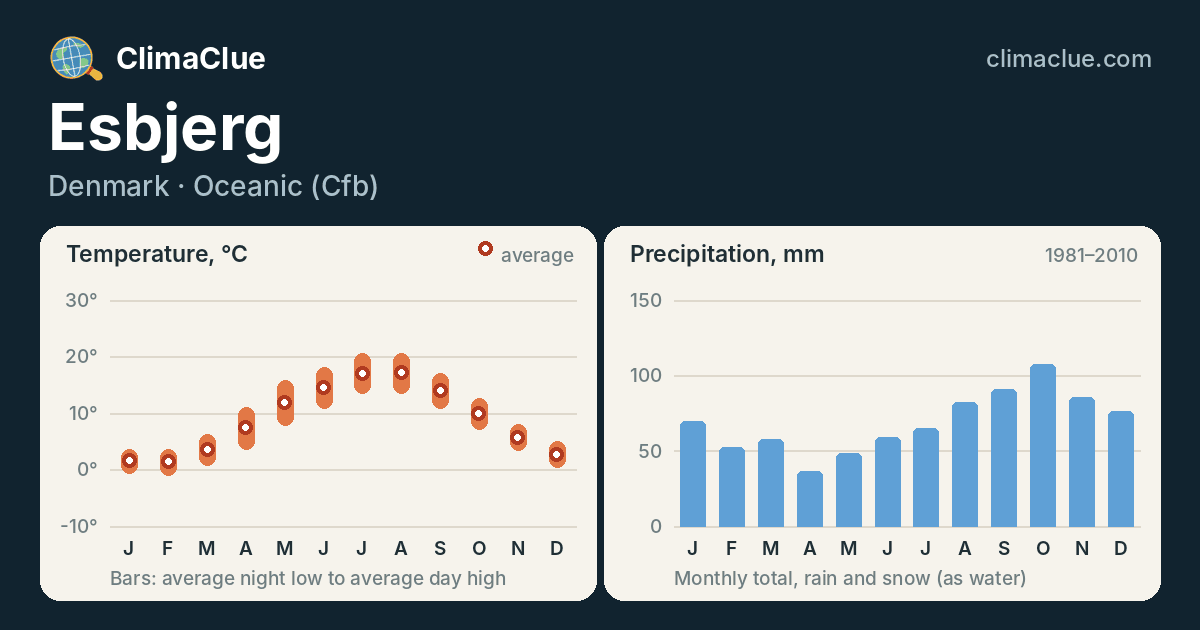 ClimaClue
climaclue.com
Esbjerg
Denmark · Oceanic (Cfb)
Temperature, °C
average
30°
20°
10°
0°
-10°
J F M A M J J A S O N D
Bars: average night low to average day high
Precipitation, mm
1981–2010
150
100
50
0
J F M A M J J A S O N D
Monthly total, rain and snow (as water)